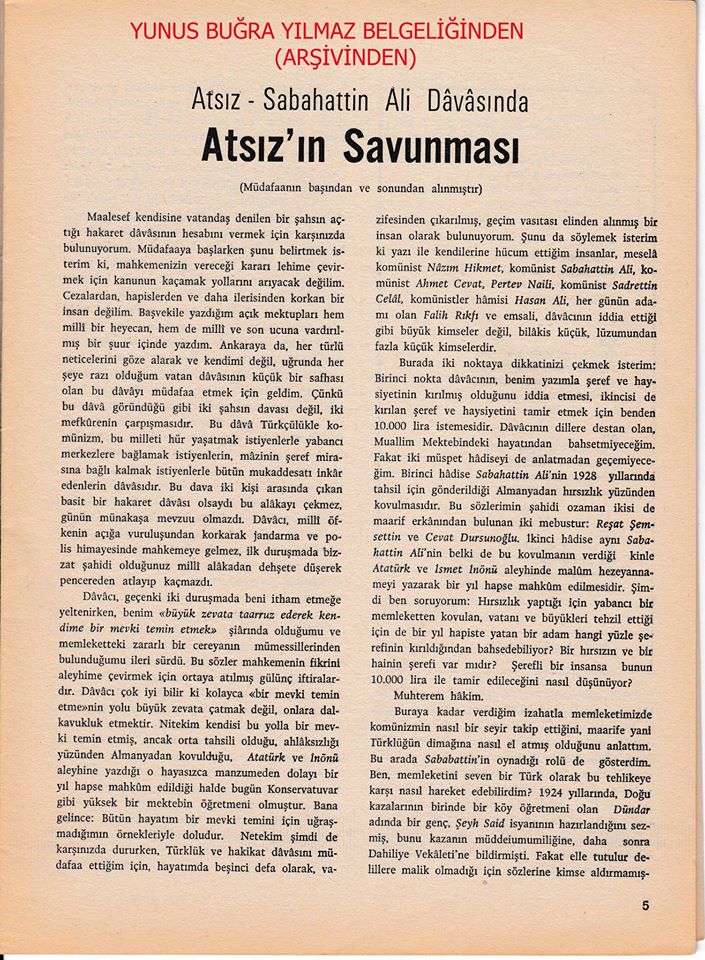 YUNUS BUĞRA YILMAZ BELGELİĞİNDEN
(ARŞİVİNDEN)
Atsız - Sabahattin Ali Dâvâsında
Atsız'ın Savunması
(Müdafaanın başından ve sonundan alınmıştır)
Maalesef kendisine vatandaş denilen bir şahsın aç-
tığı hakaret dâvâsının hesabını vermek için karşınızda
bulunuyorum. Müdafaaya başlarken şunu belirtmek is-
terim ki, mahkemenizin vereceği kararı lehime çevir-
mek için kanunun kaçamak yollarını arıyacak değilim.
Cezalardan, hapislerden ve daha ilerisinden korkan bir
insan değilim. Başvekile yazdığım açık mektupları hem
millî bir heyecan, hem de millî ve son ucuna vardırıl-
mış bir şuur içinde yazdım. Ankaraya da, her türlü
neticelerini göze alarak ve kendimi değil, uğrunda her
şeye razı olduğum vatan dâvâsının küçük bir safhası
olan bu dâvâyı müdafaa etmek için geldim. Çünkü
bu dâvâ göründüğü gibi iki şahsın davası değil, iki
mefkûrenin çarpışmasıdır. Bu dâvâ Türkçülükle ko-
münizm, bu milleti hür yaşatmak istiyenlerle yabancı
merkezlere bağlamak istiyenlerin, mâzinin şeref mira-
sına bağlı kalmak istiyenlerle bütün mukaddesatı inkâr
edenlerin dâvâsıdır. Bu dava iki kişi arasında çıkan
basit bir hakaret dâvâsı olsaydı bu alâkayı çekmez,
günün münakaşa mevzuu olmazdı. Dâvâcı, millî öf-
kenin açığa vuruluşundan korkarak jandarma ve po-
lis himayesinde mahkemeye gelmez, ilk duruşmada biz-
zat şahidi olduğunuz millî alâkadan dehşete düşerek
pencereden atlayıp kaçmazdı.
Dâvâcı, geçenki iki duruşmada beni itham etmeğe
yeltenirken, benim «büyük zevata taarruz ederek ken-
dime bir mevki temin etmek» şiârında olduğumu ve
memleketteki zararlı bir cereyanın mümessillerinden
bulunduğumu ileri sürdü. Bu sözler mahkemenin fikrini
aleyhime çevirmek için ortaya atılmış gülünç iftiralar-
dır. Dâvâcı çok iyi bilir ki kolayca «bir mevki temin
etme»nin yolu büyük zevata çatmak değil, onlara dal-
kavukluk etmektir. Nitekim kendisi bu yolla bir mev-
ki temin etmiş, ancak orta tahsili olduğu, ahlâksızlığı
yüzünden Almanyadan kovulduğu, Atatürk ve İnönü
aleyhine yazdığı o hayasızca manzumeden dolayı bir
yıl hapse mahkûm edildiği halde bugün Konservatuvar
gibi yüksek bir mektebin öğretmeni olmuştur. Bana
gelince: Bütün hayatım bir mevki temini için uğraş-
madığımın örnekleriyle doludur. Netekim şimdi de
karşınızda dururken, Türklük ve hakikat dâvâsını mü-
dafaa ettiğim için, hayatımda beşinci defa olarak, va-
zifesinden çıkarılmış, geçim vasıtası elinden alınmış bir
insan olarak bulunuyorum. Şunu da söylemek isterim
ki yazı ile kendilerine hücum ettiğim insanlar, meselâ
komünist Nâzım Hikmet, komünist Sabahattin Ali, ko-
münist Ahmet Cevat, Pertev Naili, komünist Sadrettin
Celâl, komünistler hâmisi Hasan Ali, her günün ada-
mı olan Falih Rıkfı ve emsali, dâvâcının iddia ettiği
gibi büyük kimseler değil, bilâkis küçük, lüzumundan
fazla küçük kimselerdir.
Burada iki noktaya dikkatinizi çekmek isterim:
Birinci nokta dâvâcının, benim yazımla şeref ve hay-
siyetinin kırılmış olduğunu iddia etmesi, ikincisi de
kırılan şeref ve haysiyetini tamir etmek için benden
10.000 lira istemesidir. Dâvâcının dillere destan olan,
Muallim Mektebindeki hayatından bahsetmiyeceğim.
Fakat iki müspet hâdiseyi de anlatmadan geçemiyece-
ğim. Birinci hâdise Sabahattin Ali'nin 1928 yıllarında
tahsil için gönderildiği Almanyadan hırsızlık yüzünden
kovulmasıdır. Bu sözlerimin şahidi ozaman ikisi de
maarif erkânından bulunan iki mebustur: Reşat Şem-
settin ve Cevat Dursunoğlu. İkinci hâdise aynı Saba-
hattin Ali'nin belki de bu kovulmanın verdiği kinle
Atatürk ve İsmet İnönü aleyhinde malûm hezeyanna-
meyi yazarak bir yıl hapse mahkûm edilmesidir. Şim-
di ben soruyorum: Hırsızlık yaptığı için yabancı bir
memleketten kovulan, vatanı ve büyükleri tehzil ettiği
için de bir yıl hapiste yatan bir adam hangi yüzle şe-
refinin kırıldığından bahsedebiliyor? Bir hırsızın ve bir
hainin şerefi var mıdır? Şerefli bir insansa bunun
10.000 lira ile tamir edileceğini nasıl düşünüyor?
Muhterem hâkim.
Buraya kadar verdiğim izahatla memleketimizde
komünizmin nasıl bir seyir takip ettiğini, maarife yani
Türklüğün dimağına nasıl el atmış olduğunu anlattım.
Bu arada Sabahattin'in oynadığı rolü de gösterdim.
Ben, memleketini seven bir Türk olarak bu tehlikeye
karşı nasıl hareket edebilirdim? 1924 yıllarında, Doğu
kazalarının birinde bir köy öğretmeni olan Dündar
adında bir genç, Şeyh Said isyanının hazırlandığını sez-
miş, bunu kazanın müddeiumumiliğine, daha sonra
Dahiliye Vekâleti'ne bildirmişti. Fakat elle tutulur de-
lillere malik olmadığı için sözlerine kimse aldırmamış-
5